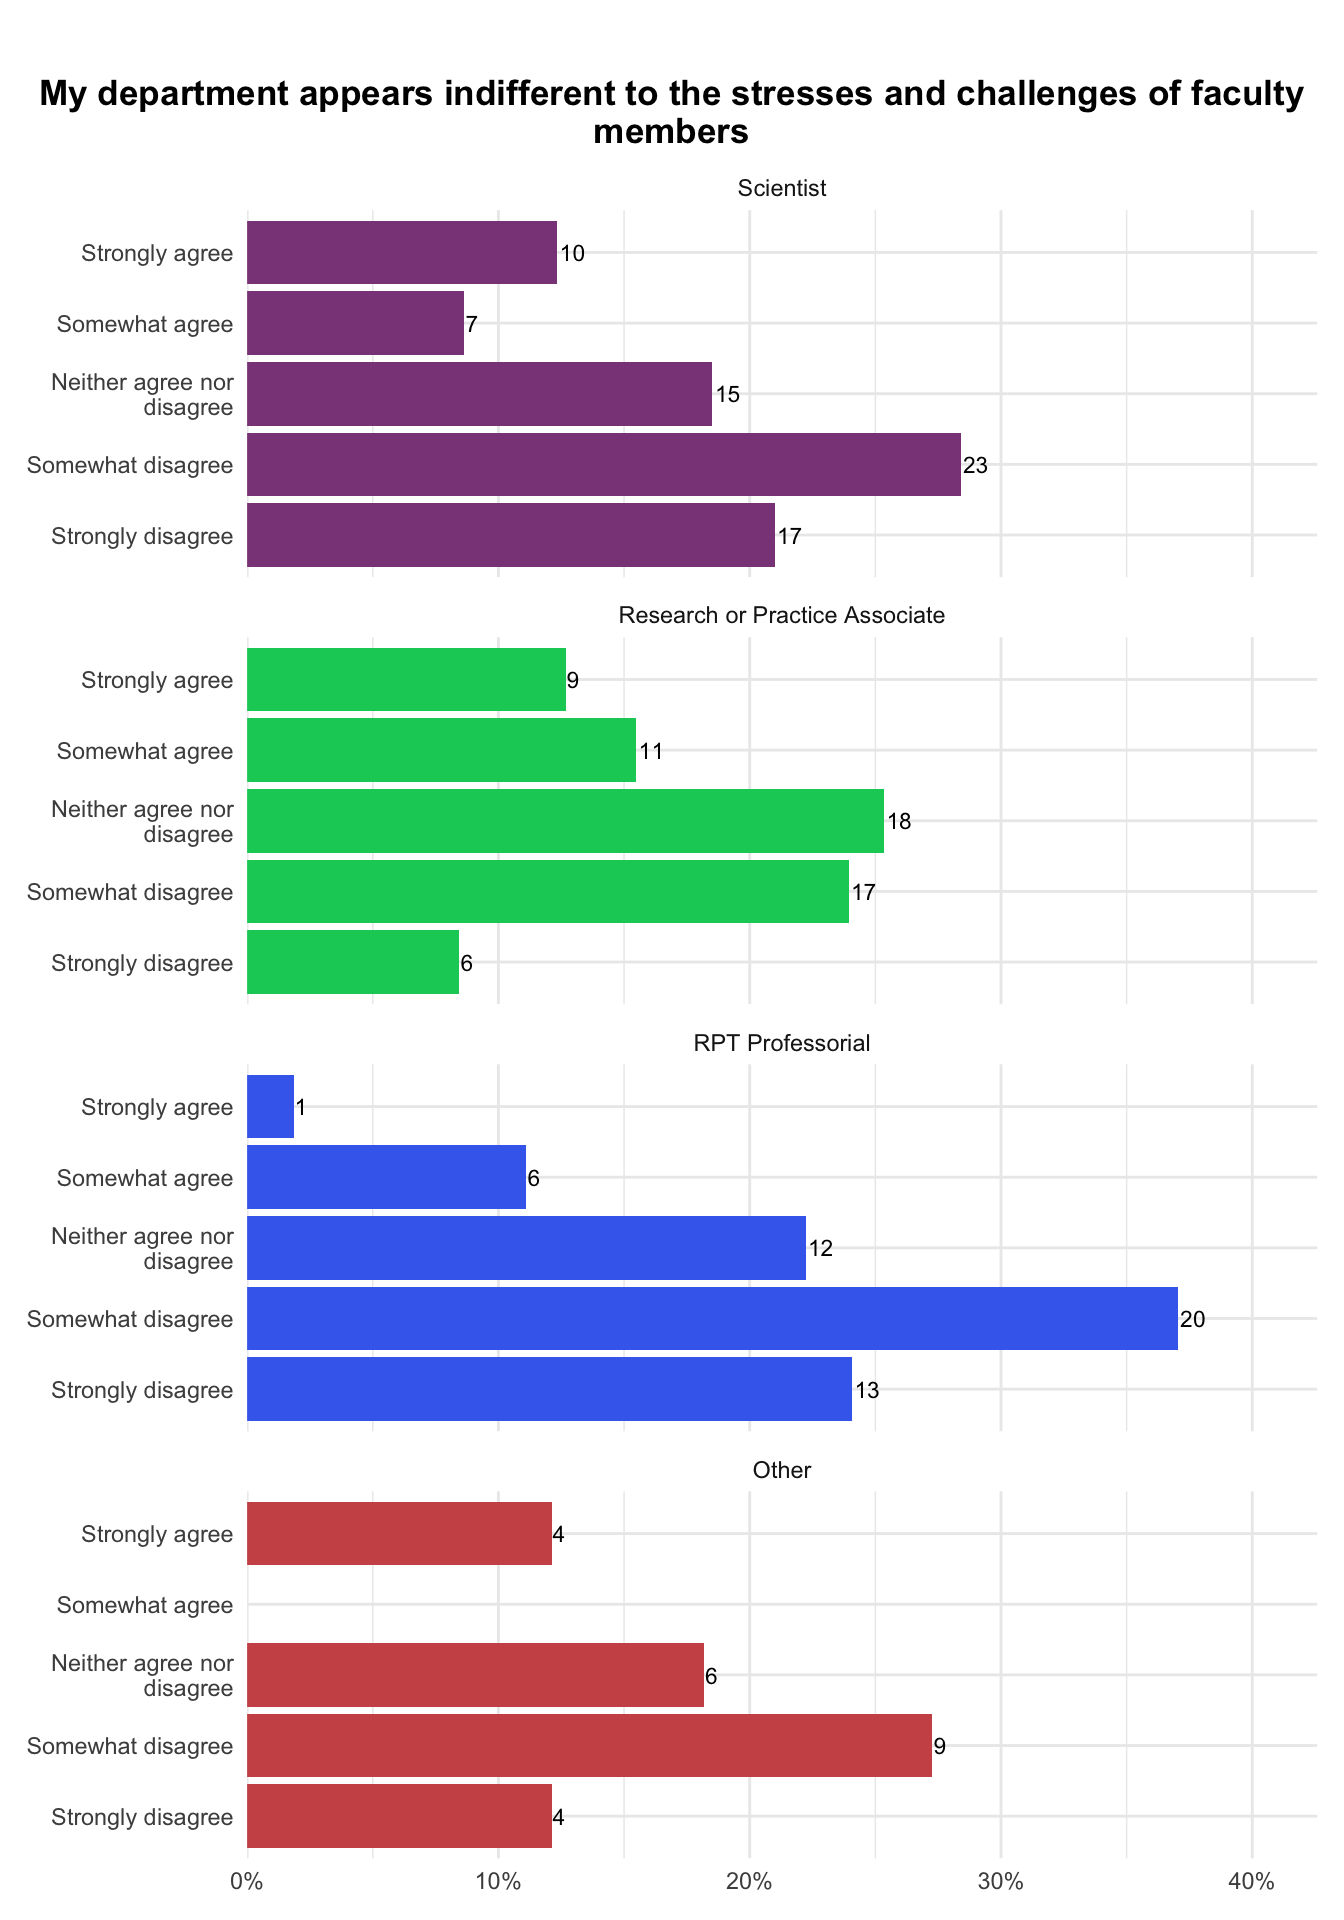 My department appears indifferent to the stresses and challenges of faculty
members
Scientist
Strongly agree
10
Somewhat agree
7
Neither agree nor
disagree
15
Somewhat disagree
23
Strongly disagree
17
Research or Practice Associate
Strongly agree
9
Somewhat agree
11
Neither agree nor
disagree
18
Somewhat disagree
17
Strongly disagree
6
RPT Professorial
Strongly agree
1
Somewhat agree
6
Neither agree nor
disagree
12
Somewhat disagree
20
Strongly disagree
13
Other
Strongly agree
4
Somewhat agree
Neither agree nor
disagree
6
Somewhat disagree
9
Strongly disagree
4
0% 10% 20% 30% 40%